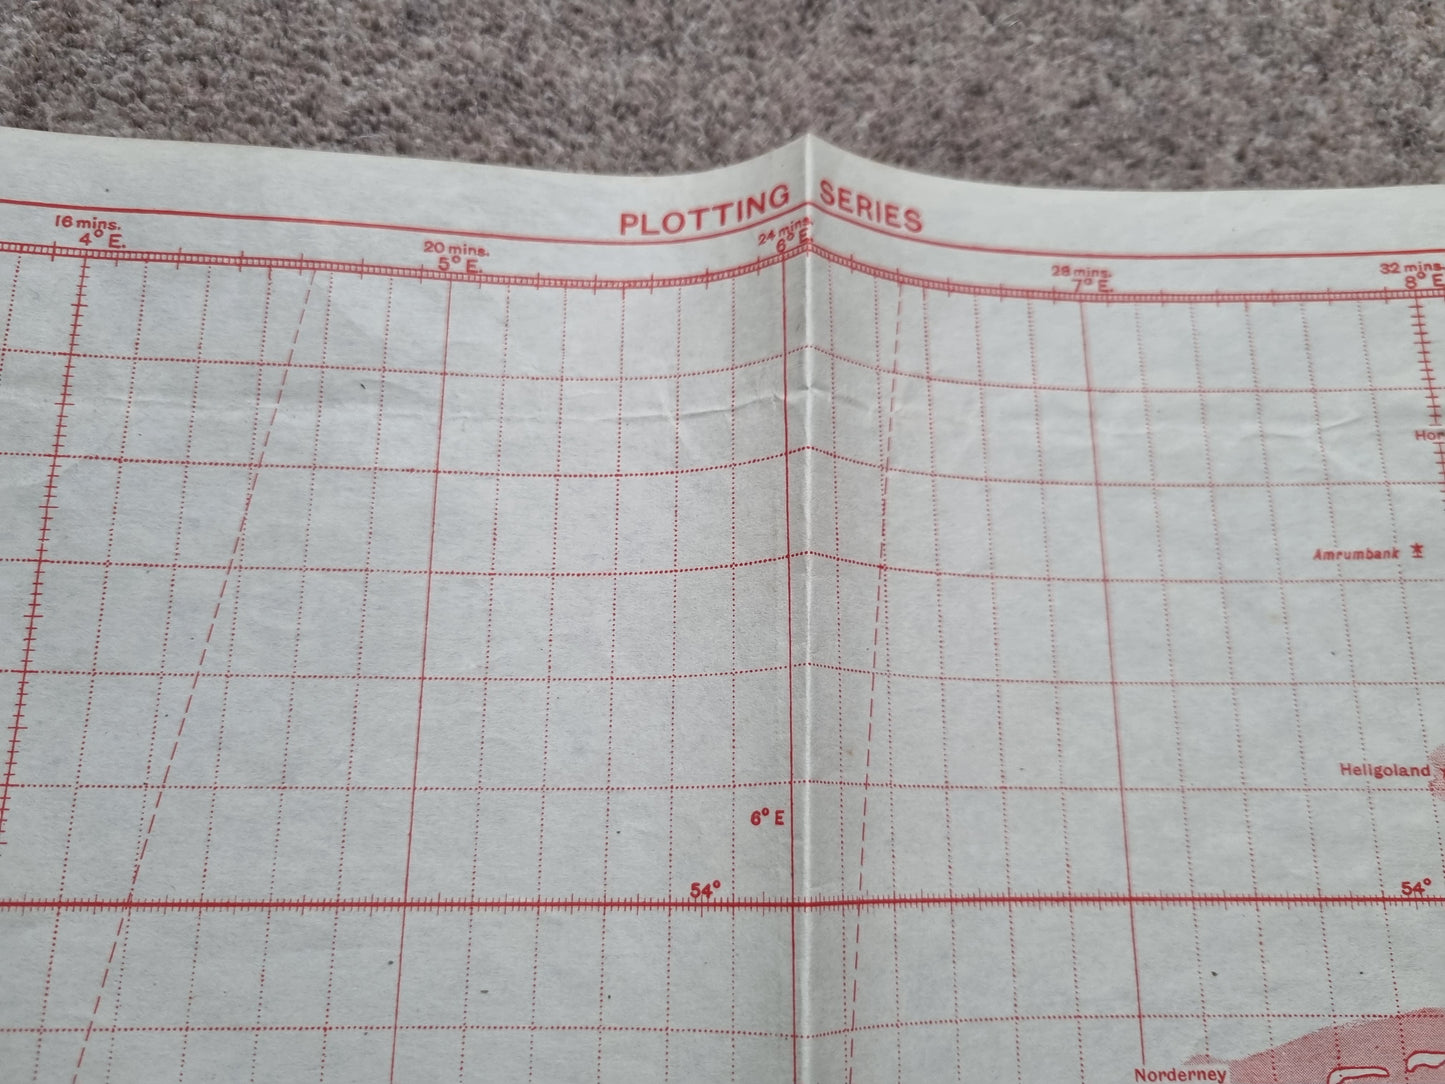 PLOTTING SERIES
16 mins.
4° E.
20 mins.
5° E.
24 mins.
6° E.
28 mins.
7° E.
32 mins.
8° E
Amrumbank
Heligoland
6° E
54°
54°
Norderney